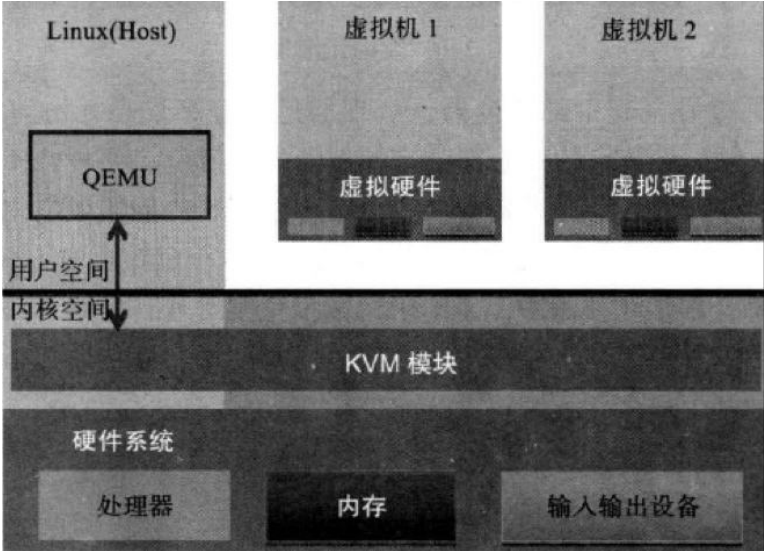 Linux(Host)
虚拟机 1
虚拟机 2
QEMU
虚拟硬件
虚拟硬件
用户空间
内核空间
KVM 模块
硬件系统
处理器
内存
输入输出设备